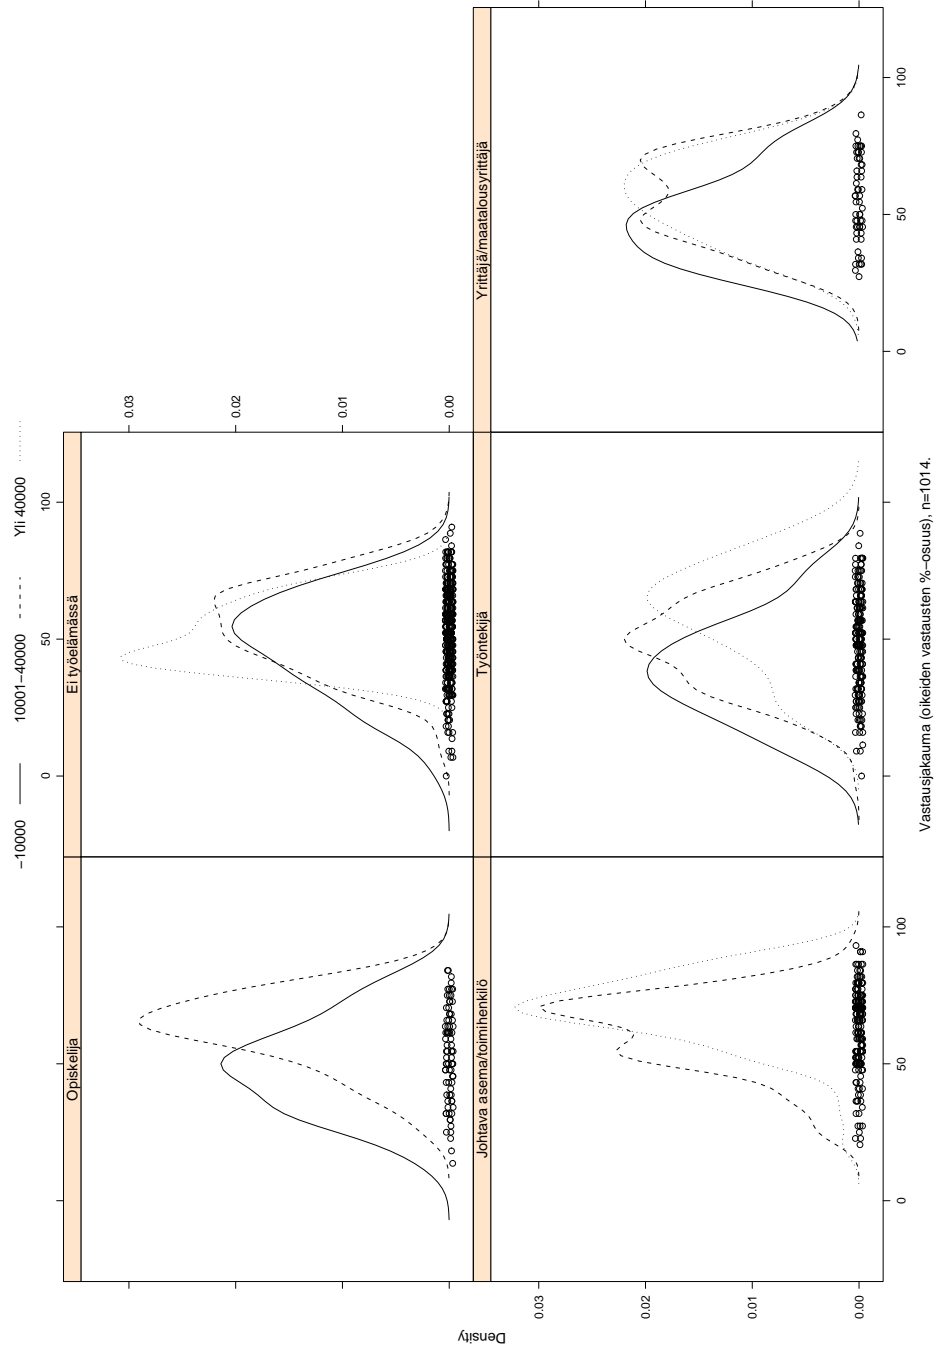 −10000
10001−40000
Yli 40000
0
50
100
Opiskelija
Ei työelämässä
0.00
0.01
0.02
0.03
Johtava asema/toimihenkilö
Työntekijä
Yrittäjä/maatalousyrittäjä
0.00
0.01
0.02
0.03
0
50
100
0
50
100
Density
Vastausjakauma (oikeiden vastausten %−osuus), n=1014.